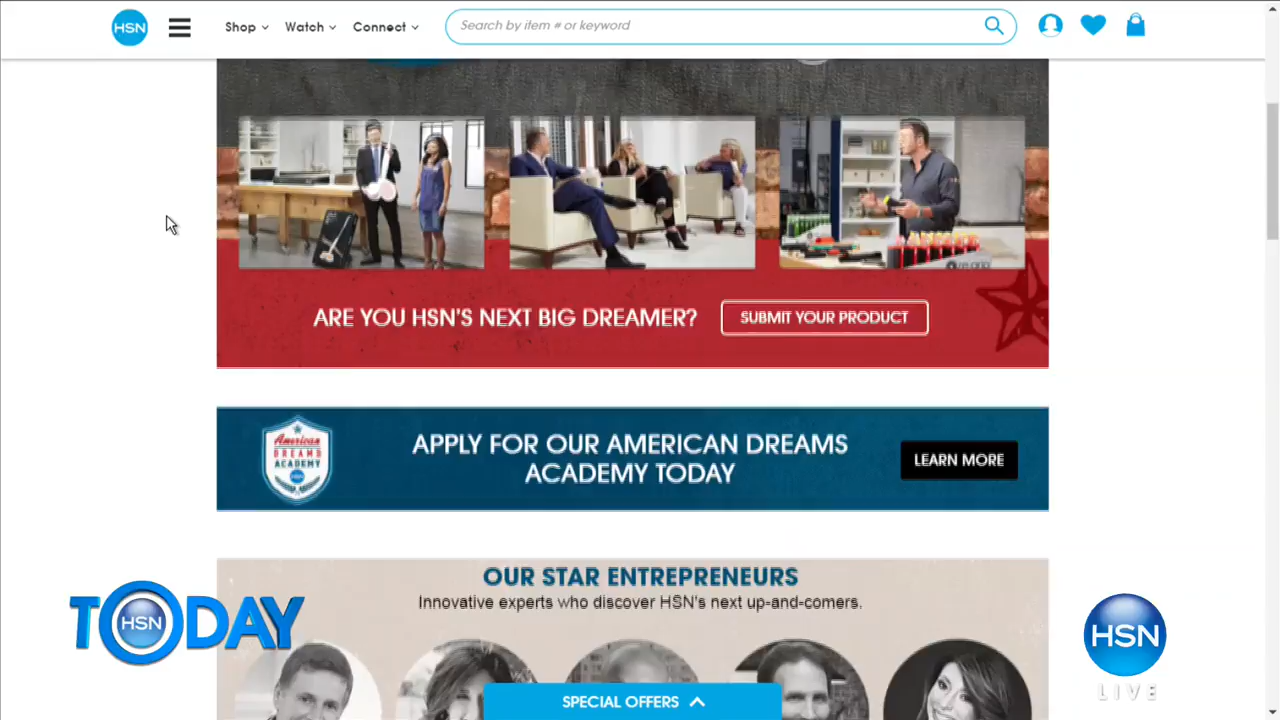 HSN
Shop
Watch
Connect
Search by item # or keyword
ARE YOU HSN'S NEXT BIG DREAMER?
SUBMIT YOUR PRODUCT
American
DREAMS
ACADEMY
HSN
APPLY FOR OUR AMERICAN DREAMS
ACADEMY TODAY
LEARN MORE
OUR STAR ENTREPRENEURS
Innovative experts who discover HSN's next up-and-comers.
TODAY
HSN
HSN
LIVE
SPECIAL OFFERS